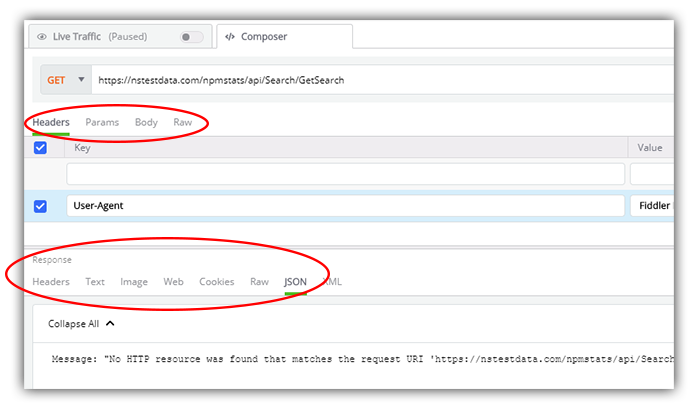 Live Traffic (Paused) </> Composer
GET https://nstestdata.com/npmstats/api/Search/GetSearch
Headers Params Body Raw
Key Value
User-Agent Fiddler
Response
Headers Text Image Web Cookies Raw JSON XML
Collapse All
Message: "No HTTP resource was found that matches the request URI 'https://nstestdata.com/npmstats/api/Search